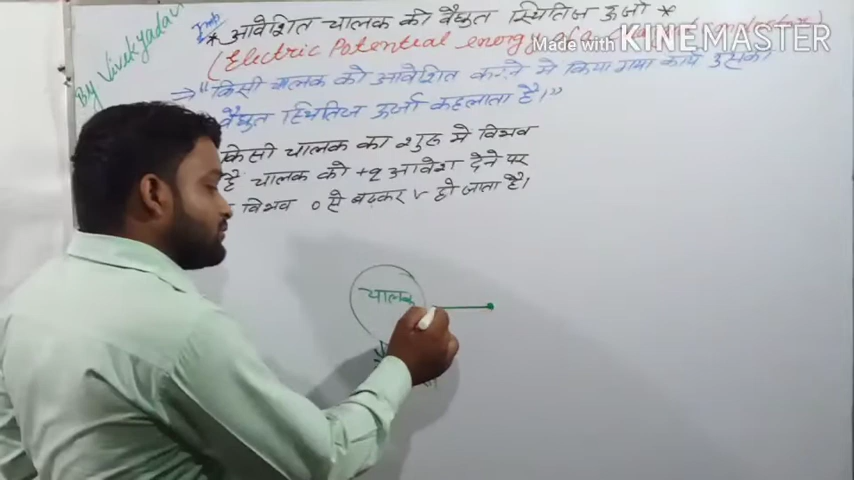 By Vivek yadav
* आवेशित चालक की वैद्युत स्थितिज ऊर्जा *
(Electric Potential energy of a
Made with KINEMASTER
⇒ "किसी चालक को आवेशित करने में किया गया कार्य उसकी
वैद्युत स्थितिज ऊर्जा कहलाता है।"
किसी चालक का शुरू में विभव
है चालक को +q आवेश देने पर
विभव 0 से बढ़कर V हो जाता है।
चालक